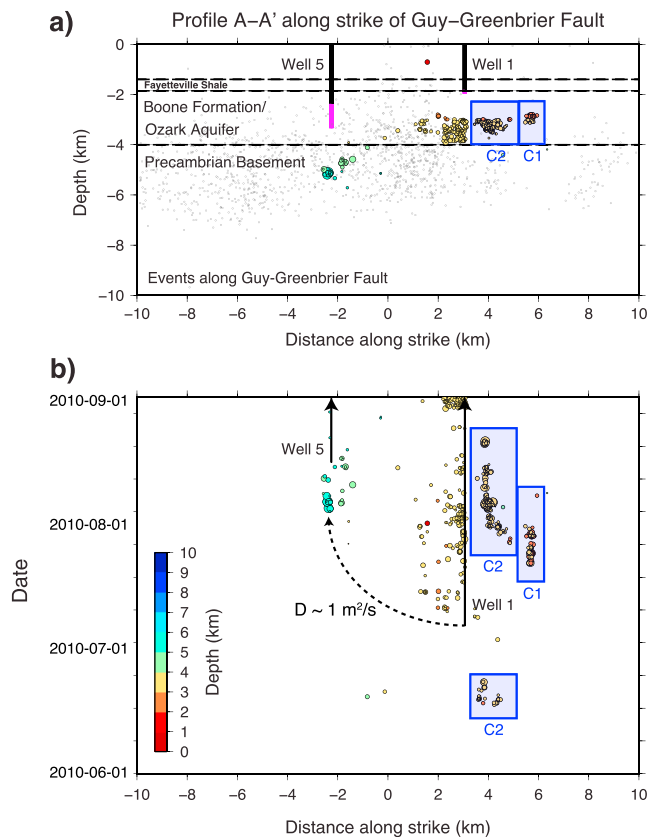 a)
Profile A−A' along strike of Guy−Greenbrier Fault
0
−2
−4
−6
−8
−10
Depth (km)
Well 5
Well 1
Fayetteville Shale
Boone Formation/
Ozark Aquifer
Precambrian Basement
C2
C1
Events along Guy-Greenbrier Fault
−10 −8 −6 −4 −2 0 2 4 6 8 10
Distance along strike (km)
b)
2010-09-01
2010-08-01
2010-07-01
2010-06-01
Date
Well 5
C2
C1
Well 1
D ~ 1 m²/s
C2
10
9
8
7
6
5
4
3
2
1
0
Depth (km)
−10 −8 −6 −4 −2 0 2 4 6 8 10
Distance along strike (km)